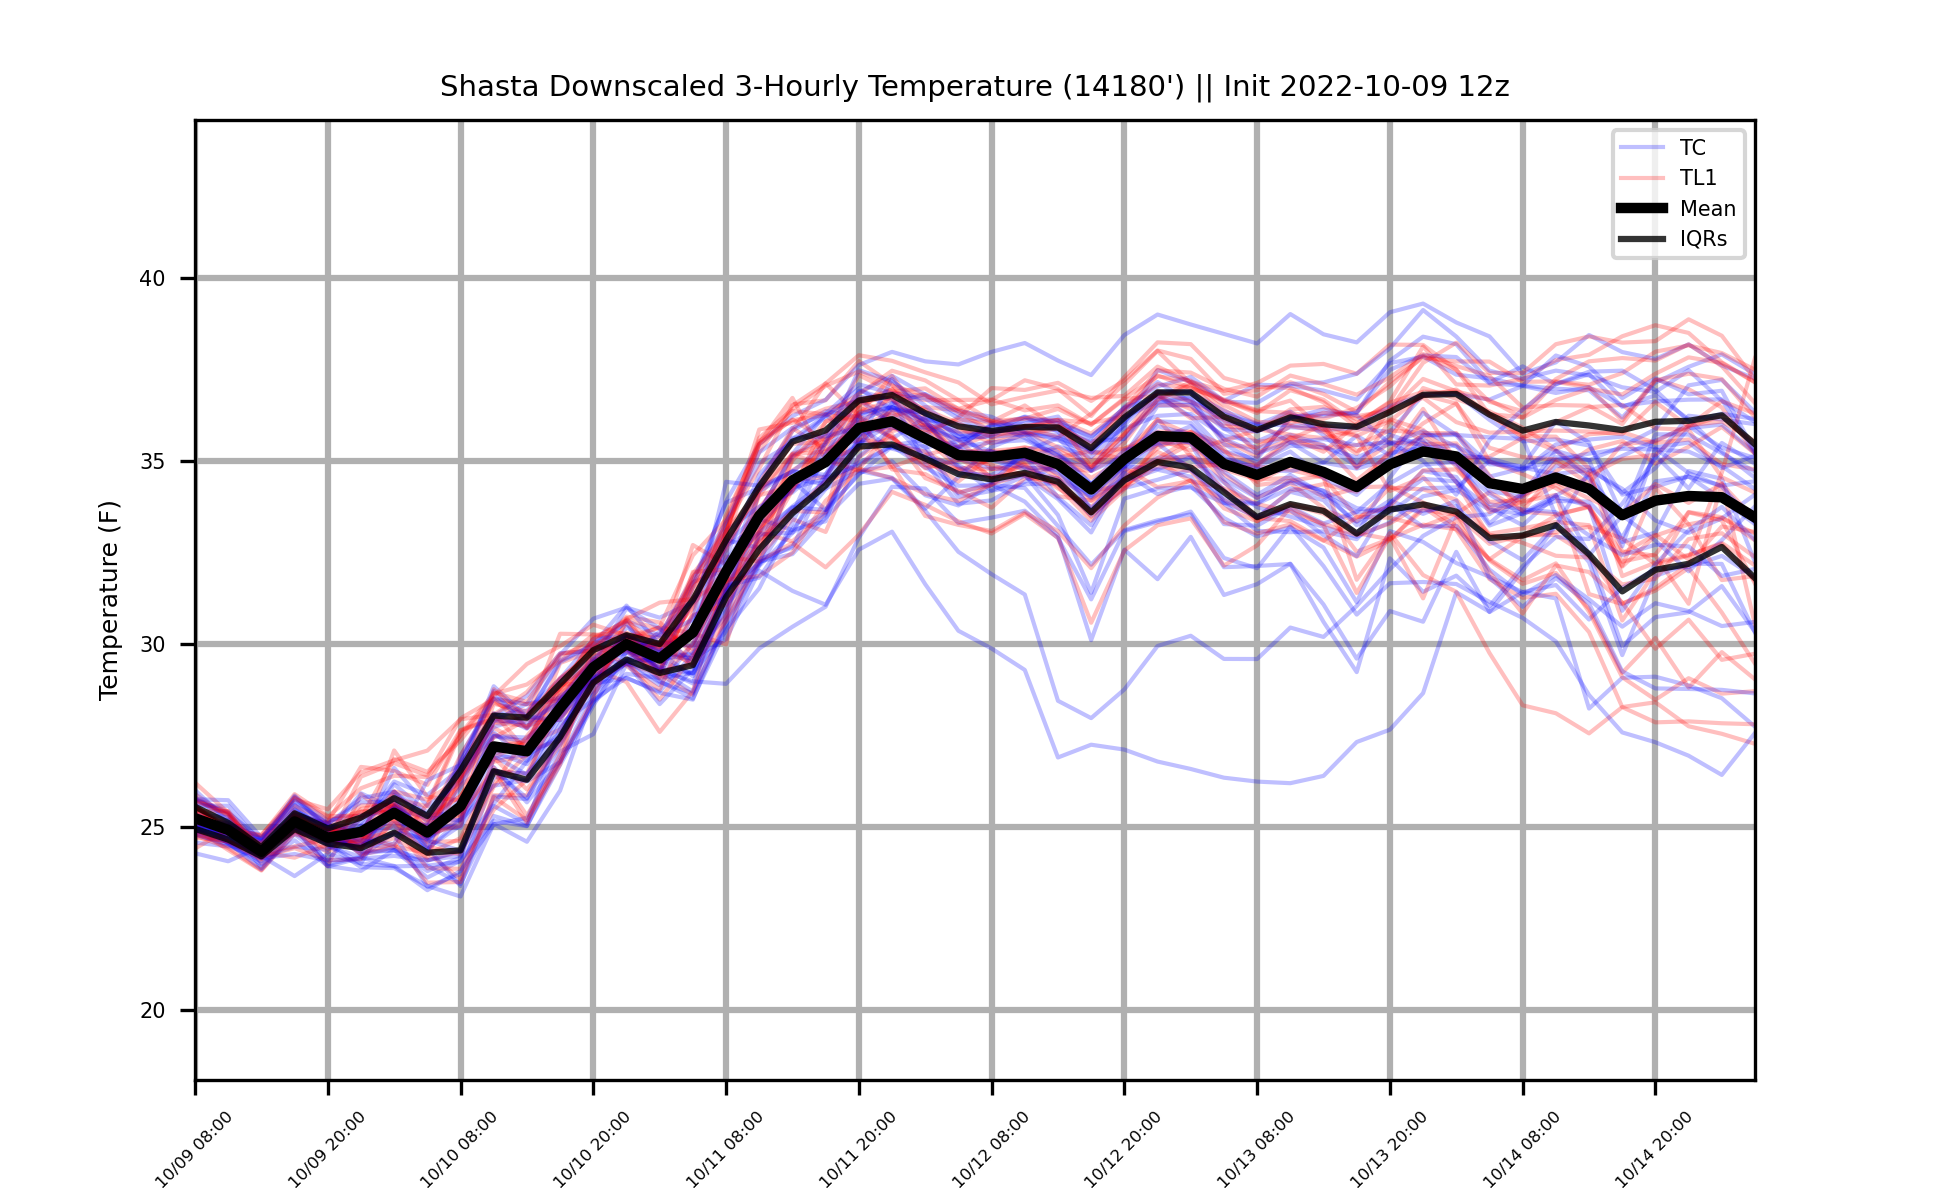 Shasta Downscaled 3-Hourly Temperature (14180') || Init 2022-10-09 12z
TC
TL1
Mean
IQRs
Temperature (F)
40
35
30
25
20
10/09 08:00
10/09 20:00
10/10 08:00
10/10 20:00
10/11 08:00
10/11 20:00
10/12 08:00
10/12 20:00
10/13 08:00
10/13 20:00
10/14 08:00
10/14 20:00